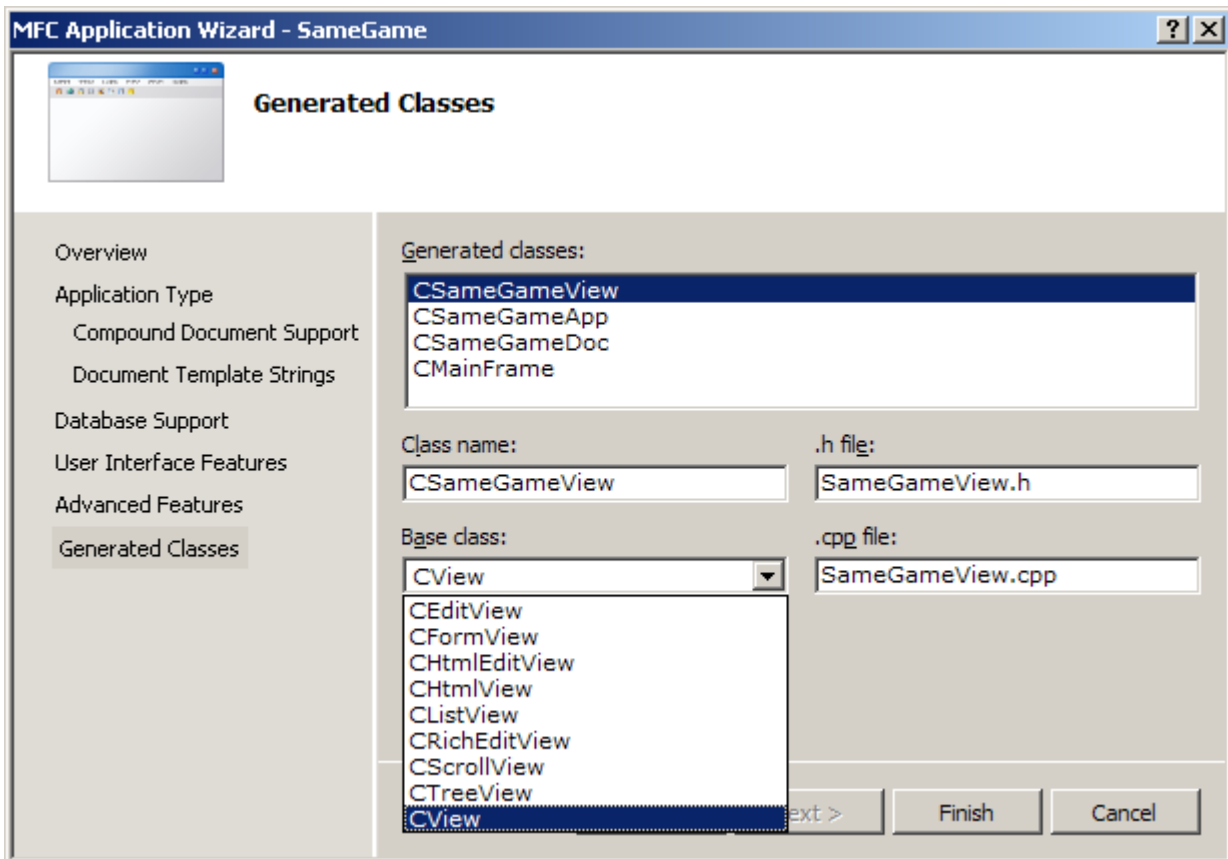 MFC Application Wizard - SameGame
Generated Classes
Overview
Application Type
Compound Document Support
Document Template Strings
Database Support
User Interface Features
Advanced Features
Generated Classes
Generated classes:
CSameGameView
CSameGameApp
CSameGameDoc
CMainFrame
Class name:
.h file:
CSameGameView
SameGameView.h
Base class:
.cpp file:
CView
SameGameView.cpp
CEditView
CFormView
CHtmlEditView
CHtmlView
CListView
CRichEditView
CScrollView
CTreeView
CView
ext >
Finish
Cancel